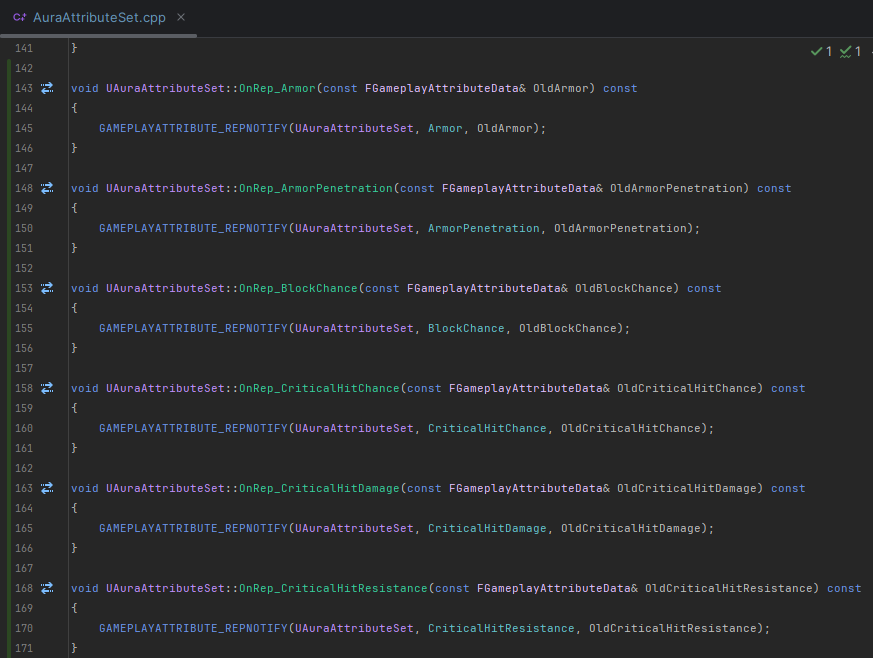 C++ AuraAttributeSet.cpp ×
1 1
141 }
142
143 void UAuraAttributeSet::OnRep_Armor(const FGameplayAttributeData& OldArmor) const
144 {
145 GAMEPLAYATTRIBUTE_REPNOTIFY(UAuraAttributeSet, Armor, OldArmor);
146 }
147
148 void UAuraAttributeSet::OnRep_ArmorPenetration(const FGameplayAttributeData& OldArmorPenetration) const
149 {
150 GAMEPLAYATTRIBUTE_REPNOTIFY(UAuraAttributeSet, ArmorPenetration, OldArmorPenetration);
151 }
152
153 void UAuraAttributeSet::OnRep_BlockChance(const FGameplayAttributeData& OldBlockChance) const
154 {
155 GAMEPLAYATTRIBUTE_REPNOTIFY(UAuraAttributeSet, BlockChance, OldBlockChance);
156 }
157
158 void UAuraAttributeSet::OnRep_CriticalHitChance(const FGameplayAttributeData& OldCriticalHitChance) const
159 {
160 GAMEPLAYATTRIBUTE_REPNOTIFY(UAuraAttributeSet, CriticalHitChance, OldCriticalHitChance);
161 }
162
163 void UAuraAttributeSet::OnRep_CriticalHitDamage(const FGameplayAttributeData& OldCriticalHitDamage) const
164 {
165 GAMEPLAYATTRIBUTE_REPNOTIFY(UAuraAttributeSet, CriticalHitDamage, OldCriticalHitDamage);
166 }
167
168 void UAuraAttributeSet::OnRep_CriticalHitResistance(const FGameplayAttributeData& OldCriticalHitResistance) const
169 {
170 GAMEPLAYATTRIBUTE_REPNOTIFY(UAuraAttributeSet, CriticalHitResistance, OldCriticalHitResistance);
171 }